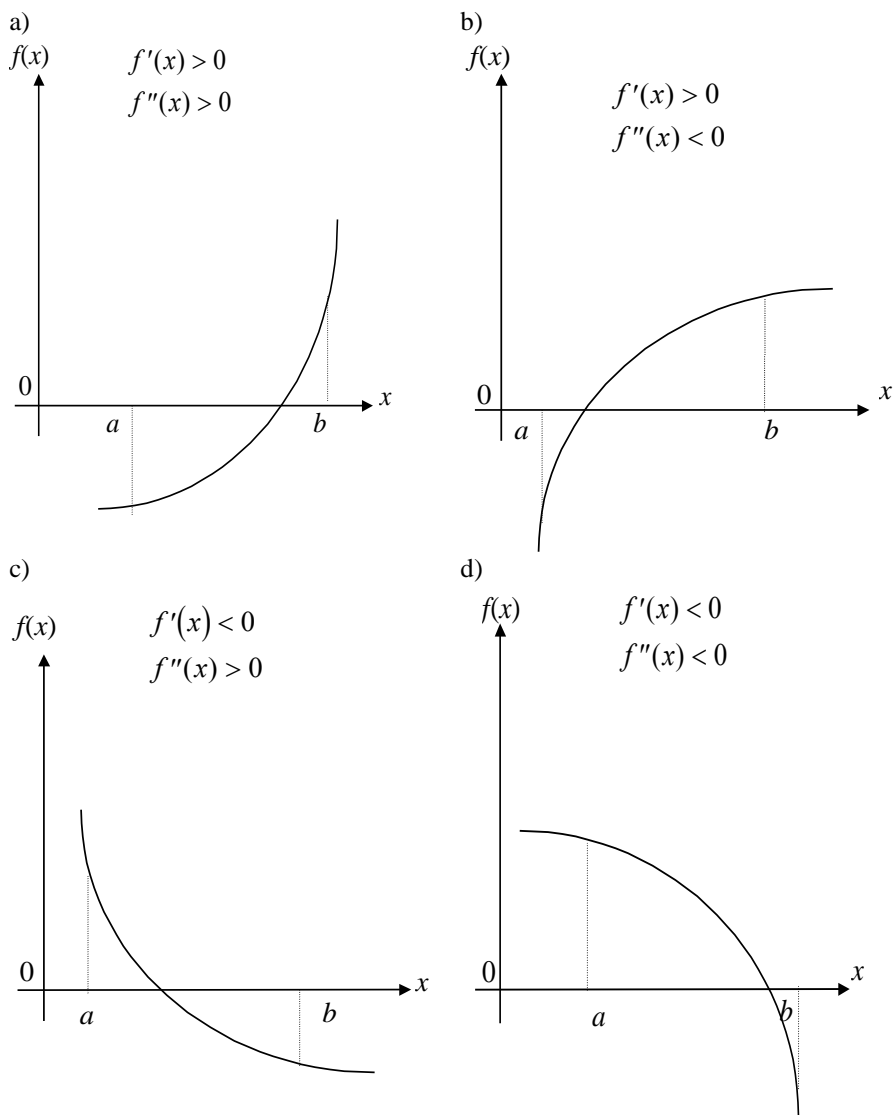 a)
f(x)
f′(x) > 0
f″(x) > 0
0
x
a
b
b)
f(x)
f′(x) > 0
f″(x) < 0
0
x
a
b
c)
f(x)
f′(x) < 0
f″(x) > 0
0
x
a
b
d)
f(x)
f′(x) < 0
f″(x) < 0
0
x
a
b